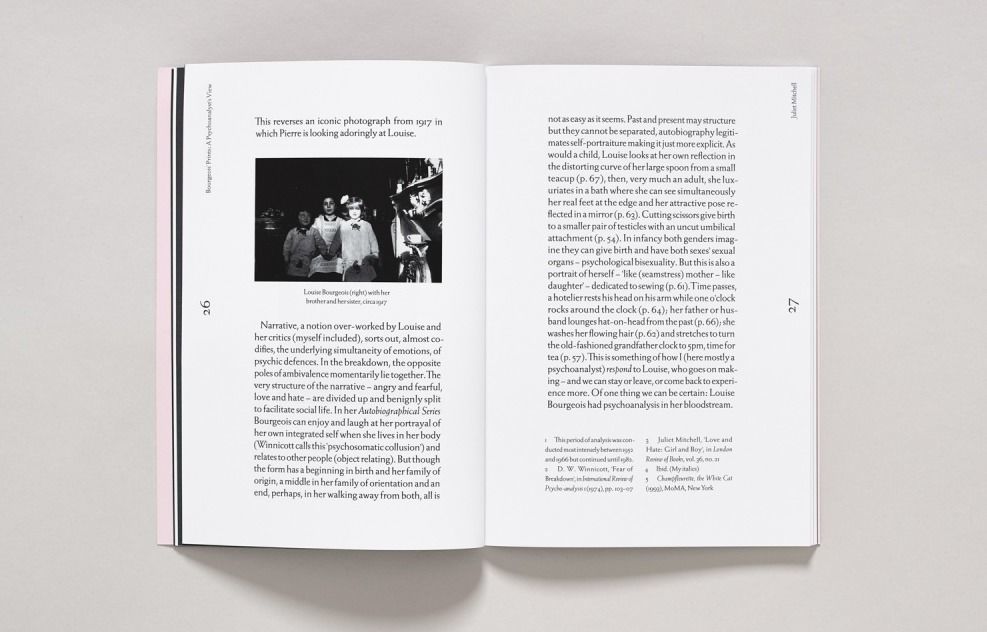 Bourgeois' Prints: A Psychoanalyst's View
This reverses an iconic photograph from 1917 in
which Pierre is looking adoringly at Louise.
Louise Bourgeois (right) with her
brother and her sister, circa 1917
26
Narrative, a notion over-worked by Louise and
her critics (myself included), sorts out, almost co-
difies, the underlying simultaneity of emotions, of
psychic defences. In the breakdown, the opposite
poles of ambivalence momentarily lie together. The
very structure of the narrative – angry and fearful,
love and hate – are divided up and benignly split
to facilitate social life. In her Autobiographical Series
Bourgeois can enjoy and laugh at her portrayal of
her own integrated self when she lives in her body
(Winnicott calls this 'psychosomatic collusion') and
relates to other people (object relating). But though
the form has a beginning in birth and her family of
origin, a middle in her family of orientation and an
end, perhaps, in her walking away from both, all is
Juliet Mitchell
not as easy as it seems. Past and present may structure
but they cannot be separated, autobiography legiti-
mates self-portraiture making it just more explicit. As
would a child, Louise looks at her own reflection in
the distorting curve of her large spoon from a small
teacup (p. 67), then, very much an adult, she lux-
uriates in a bath where she can see simultaneously
her real feet at the edge and her attractive pose re-
flected in a mirror (p. 63). Cutting scissors give birth
to a smaller pair of testicles with an uncut umbilical
attachment (p. 54). In infancy both genders imag-
ine they can give birth and have both sexes' sexual
organs – psychological bisexuality. But this is also a
portrait of herself – 'like (seamstress) mother – like
daughter' – dedicated to sewing (p. 61). Time passes,
a hotelier rests his head on his arm while one o'clock
rocks around the clock (p. 64); her father or hus-
band lounges hat-on-head from the past (p. 66); she
washes her flowing hair (p. 62) and stretches to turn
the old-fashioned grandfather clock to 5pm, time for
tea (p. 57). This is something of how I (here mostly a
psychoanalyst) respond to Louise, who goes on mak-
ing – and we can stay or leave, or come back to experi-
ence more. Of one thing we can be certain: Louise
Bourgeois had psychoanalysis in her bloodstream.
27
1 This period of analysis was con-
ducted most intensely between 1952
and 1966 but continued until 1982.
2 D. W. Winnicott, 'Fear of
Breakdown', in International Review of
Psycho-analysis 1 (1974), pp. 103–07
3 Juliet Mitchell, 'Love and
Hate: Girl and Boy', in London
Review of Books, vol. 36, no. 21
4 Ibid. (My italics)
5 Champfleurette, the White Cat
(1993), MoMA, New York